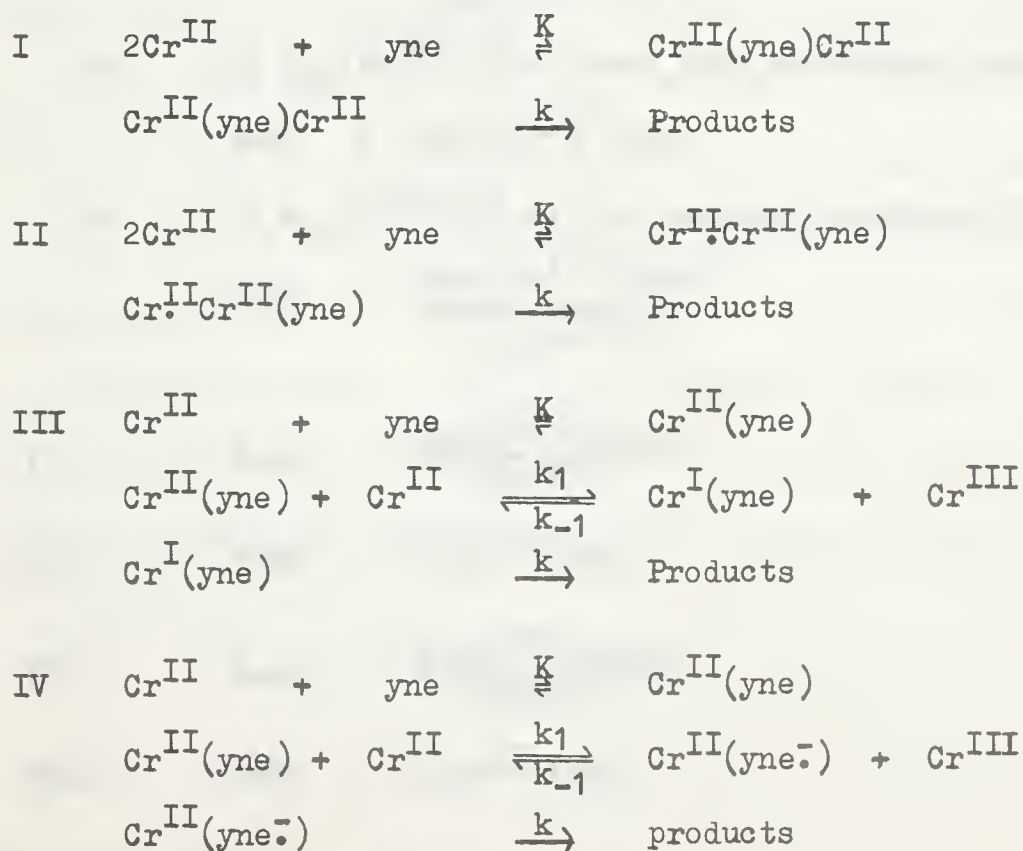 I 2Cr^II + yne K ⇌ Cr^II(yne)Cr^II
Cr^II(yne)Cr^II k → Products
II 2Cr^II + yne K ⇌ Cr^II·Cr^II(yne)
Cr·^IICr^II(yne) k → Products
III Cr^II + yne K ⇌ Cr^II(yne)
Cr^II(yne) + Cr^II k1 ⇌ k-1 Cr^I(yne) + Cr^III
Cr^I(yne) k → Products
IV Cr^II + yne K ⇌ Cr^II(yne)
Cr^II(yne) + Cr^II k1 ⇌ k-1 Cr^II(yne·̄) + Cr^III
Cr^II(yne·̄) k → products